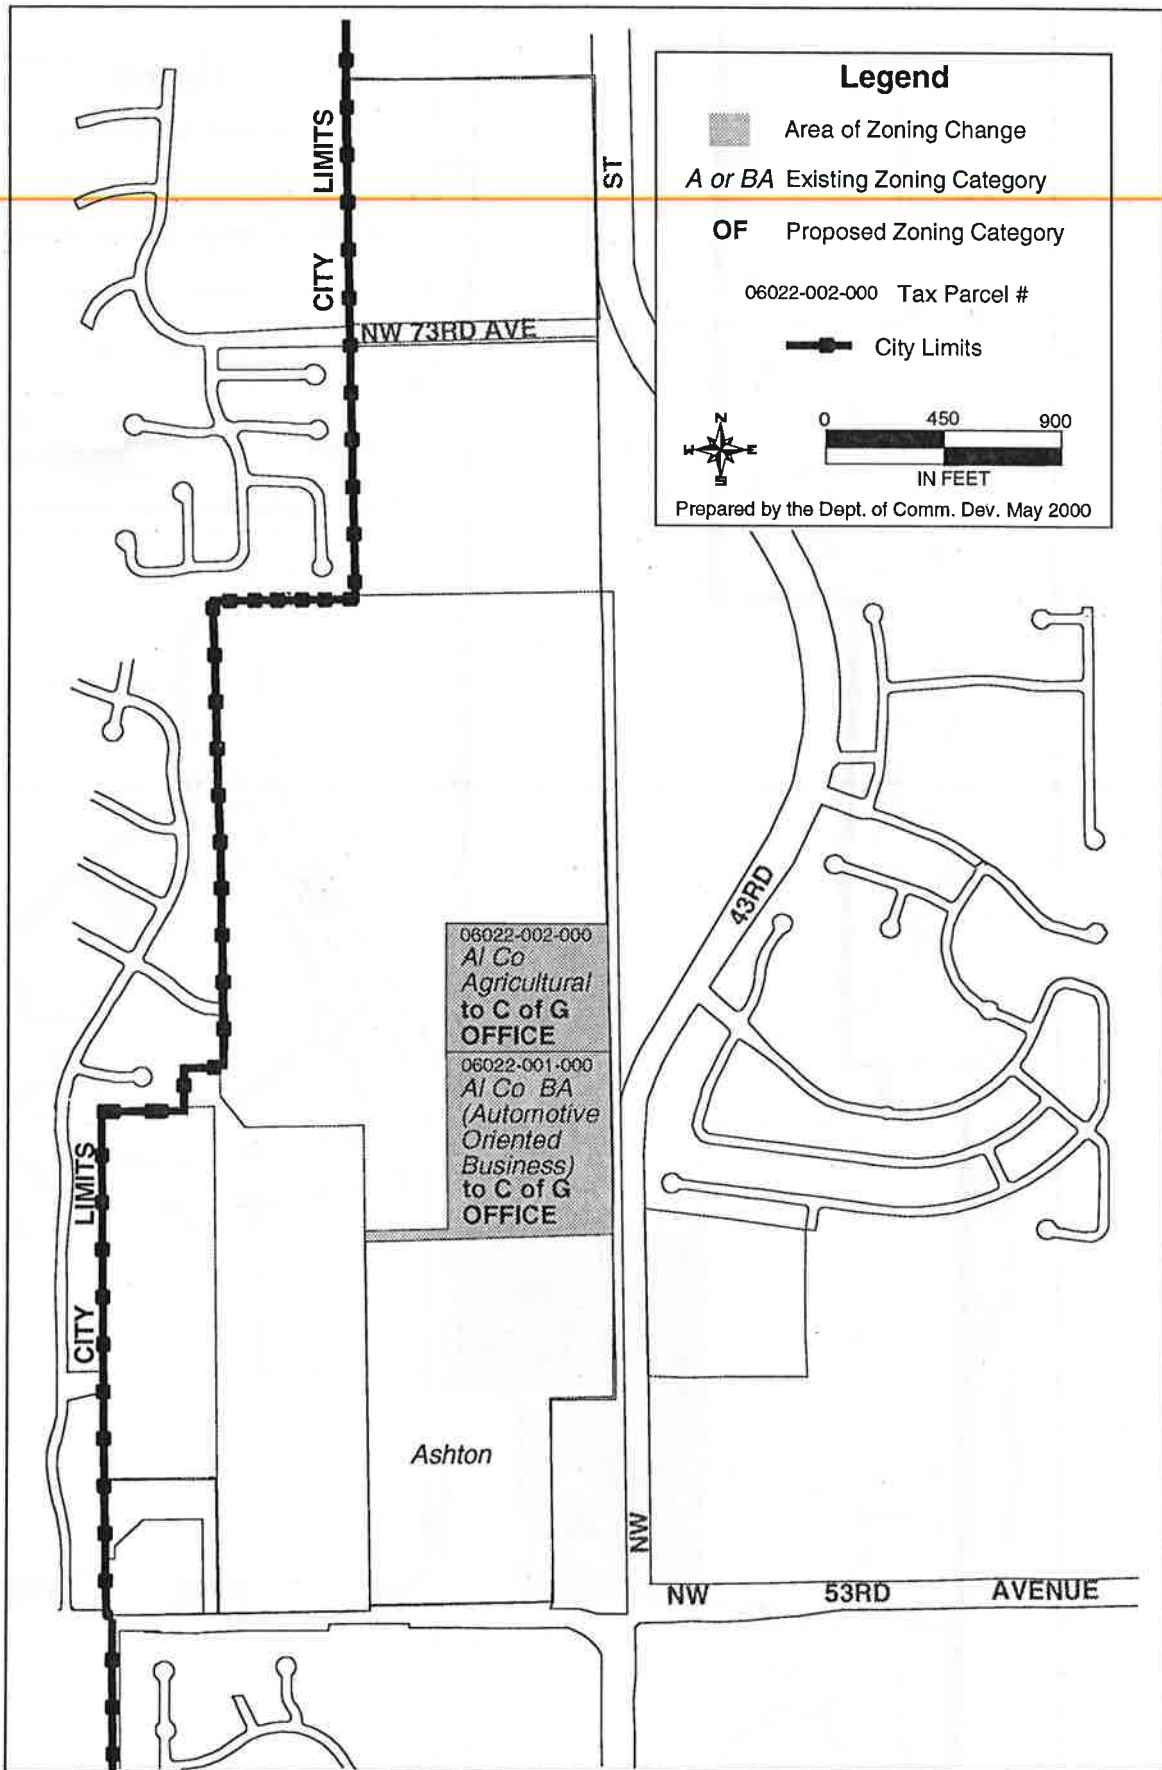 Legend
Area of Zoning Change
A or BA Existing Zoning Category
OF Proposed Zoning Category
06022-002-000 Tax Parcel #
City Limits
N
W E
S
0 450 900
IN FEET
Prepared by the Dept. of Comm. Dev. May 2000
CITY LIMITS
ST
NW 73RD AVE
43RD
06022-002-000
Al Co
Agricultural
to C of G
OFFICE
06022-001-000
Al Co BA
(Automotive
Oriented
Business)
to C of G
OFFICE
CITY LIMITS
Ashton
NW
NW 53RD AVENUE